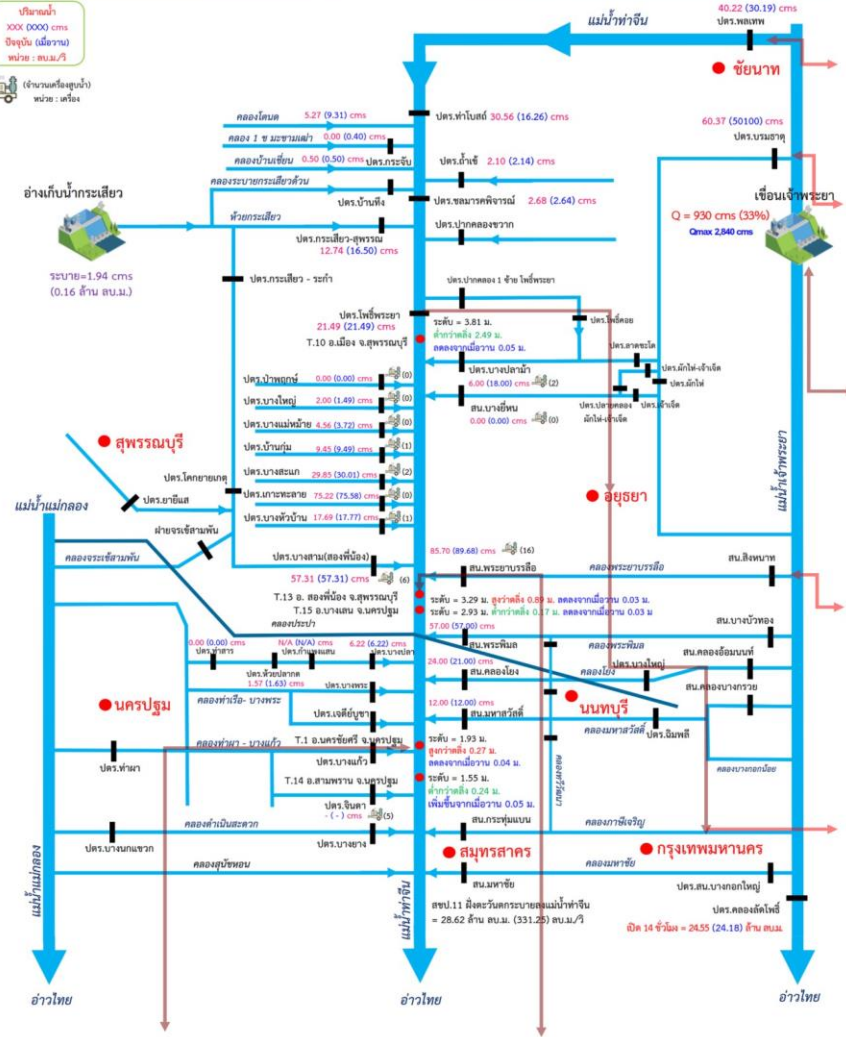 ปริมาณน้ำ
XXX (XXX) cms
ปัจจุบัน (เมื่อวาน)
หน่วย : ลบ.ม./วิ
(จำนวนเครื่องสูบน้ำ)
หน่วย : เครื่อง
แม่น้ำท่าจีน
40.22 (30.19) cms
ปตร.พลเทพ
ชัยนาท
คลองโดนด 5.27 (9.31) cms
ปตร.ท่าโบสถ์ 30.56 (16.26) cms
60.37 (50100) cms
ปตร.บรมธาตุ
คลอง 1 ข มะขามเฒ่า 0.00 (0.40) cms
คลองบ้านเชี่ยน 0.50 (0.50) cms
ปตร.กระจับ
ปตร.ถ้ำเข้ 2.10 (2.14) cms
คลองระบายกระเสียวด้วน
ปตร.บ้านทึง
ปตร.ชลมารคพิจารณ์ 2.68 (2.64) cms
อ่างเก็บน้ำกระเสียว
เขื่อนเจ้าพระยา
Q = 930 cms (33%)
Qmax 2,840 cms
ห้วยกระเสียว
ปตร.กระเสียว-สุพรรณ
12.74 (16.50) cms
ปตร.ปากคลองขวาก
ระบาย=1.94 cms
(0.16 ล้าน ลบ.ม.)
ปตร.กระเสียว - ระกำ
ปตร.ปากคลอง 1 ซ้าย โพธิ์พระยา
ปตร.โพธิ์พระยา
21.49 (21.49) cms
T.10 อ.เมือง จ.สุพรรณบุรี
ระดับ = 3.81 ม.
ต่ำกว่าตลิ่ง 2.49 ม.
ลดลงจากเมื่อวาน 0.05 ม.
ปตร.โพธิ์คอย
ปตร.ลาดชะโด
ปตร.ผักไห่-เจ้าเจ็ด
ปตร.ผักไห่
ปตร.บางปลาม้า
6.00 (18.00) cms (2)
สน.บางยี่หน
0.00 (0.00) cms (0)
ปตร.ปลายคลอง
ผักไห่-เจ้าเจ็ด
ปตร.เจ้าเจ็ด
ปตร.ป่าพฤกษ์ 0.00 (0.00) cms (0)
ปตร.บางใหญ่ 2.00 (1.49) cms (0)
ปตร.บางแม่หม้าย 4.56 (3.72) cms (0)
ปตร.บ้านกุ่ม 9.45 (9.49) cms (1)
ปตร.บางสะแก 29.85 (30.01) cms (2)
ปตร.เกาะทะลาย 75.22 (75.58) cms (0)
ปตร.บางหัวบ้าน 17.69 (17.77) cms (1)
แม่น้ำเจ้าพระยา
สุพรรณบุรี
ปตร.โคกยายเกตุ
ปตร.ยายีแส
อยุธยา
แม่น้ำแม่กลอง
ฝายจรเข้สามพัน
คลองจรเข้สามพัน
ปตร.บางสาม(สองพี่น้อง)
57.31 (57.31) cms (6)
85.70 (89.68) cms (16)
สน.พระยาบรรลือ
คลองพระยาบรรลือ
สน.สิงหนาท
T.13 อ. สองพี่น้อง จ.สุพรรณบุรี
ระดับ = 3.29 ม. สูงกว่าตลิ่ง 0.89 ม. ลดลงจากเมื่อวาน 0.03 ม.
T.15 อ.บางเลน จ.นครปฐม
ระดับ = 2.93 ม. ต่ำกว่าตลิ่ง 0.17 ม. ลดลงจากเมื่อวาน 0.03 ม
คลองประปา
57.00 (57.00) cms
สน.พระพิมล
คลองพระพิมล
สน.บางบัวทอง
0.00 (0.00) cms
ปตร.ท่าสาร
N/A (N/A) cms
ปตร.กำแพงแสน
6.22 (6.22) cms
ปตร.บางปลา
ปตร.ห้วยปลากด
1.57 (1.63) cms
24.00 (21.00) cms
สน.คลองโยง
คลองโยง
ปตร.บางใหญ่
สน.คลองอ้อมนนท์
สน.คลองบางกรวย
ปตร.บางพระ
คลองท่าเรือ- บางพระ
นครปฐม
นนทบุรี
12.00 (12.00) cms
สน.มหาสวัสดิ์
คลองมหาสวัสดิ์
ปตร.ฉิมพลี
ปตร.เจดีย์บูชา
คลองท่าผา - บางแก้ว
T.1 อ.นครชัยศรี จ.นครปฐม
ระดับ = 1.93 ม.
สูงกว่าตลิ่ง 0.27 ม.
ลดลงจากเมื่อวาน 0.04 ม.
ปตร.บางแก้ว
ปตร.ท่าผา
คลองทวีวัฒนา
คลองบางกอกน้อย
T.14 อ.สามพราน จ.นครปฐม
ระดับ = 1.55 ม.
ต่ำกว่าตลิ่ง 0.24 ม.
เพิ่มขึ้นจากเมื่อวาน 0.05 ม.
ปตร.จินดา
- ( - ) cms (5)
คลองดำเนินสะดวก
ปตร.บางนกแขวก
ปตร.บางยาง
สน.กระทุ่มแบน
คลองภาษีเจริญ
สมุทรสาคร
กรุงเทพมหานคร
คลองสุนัขหอน
สน.มหาชัย
คลองมหาชัย
ปตร.สน.บางกอกใหญ่
แม่น้ำแม่กลอง
แม่น้ำท่าจีน
สชป.11 ฝั่งตะวันตกระบายลงแม่น้ำท่าจีน
= 28.62 ล้าน ลบ.ม. (331.25) ลบ.ม./วิ
ปตร.คลองลัดโพธิ์
เปิด 14 ชั่วโมง = 24.55 (24.18) ล้าน ลบ.ม.
อ่าวไทย
อ่าวไทย
อ่าวไทย